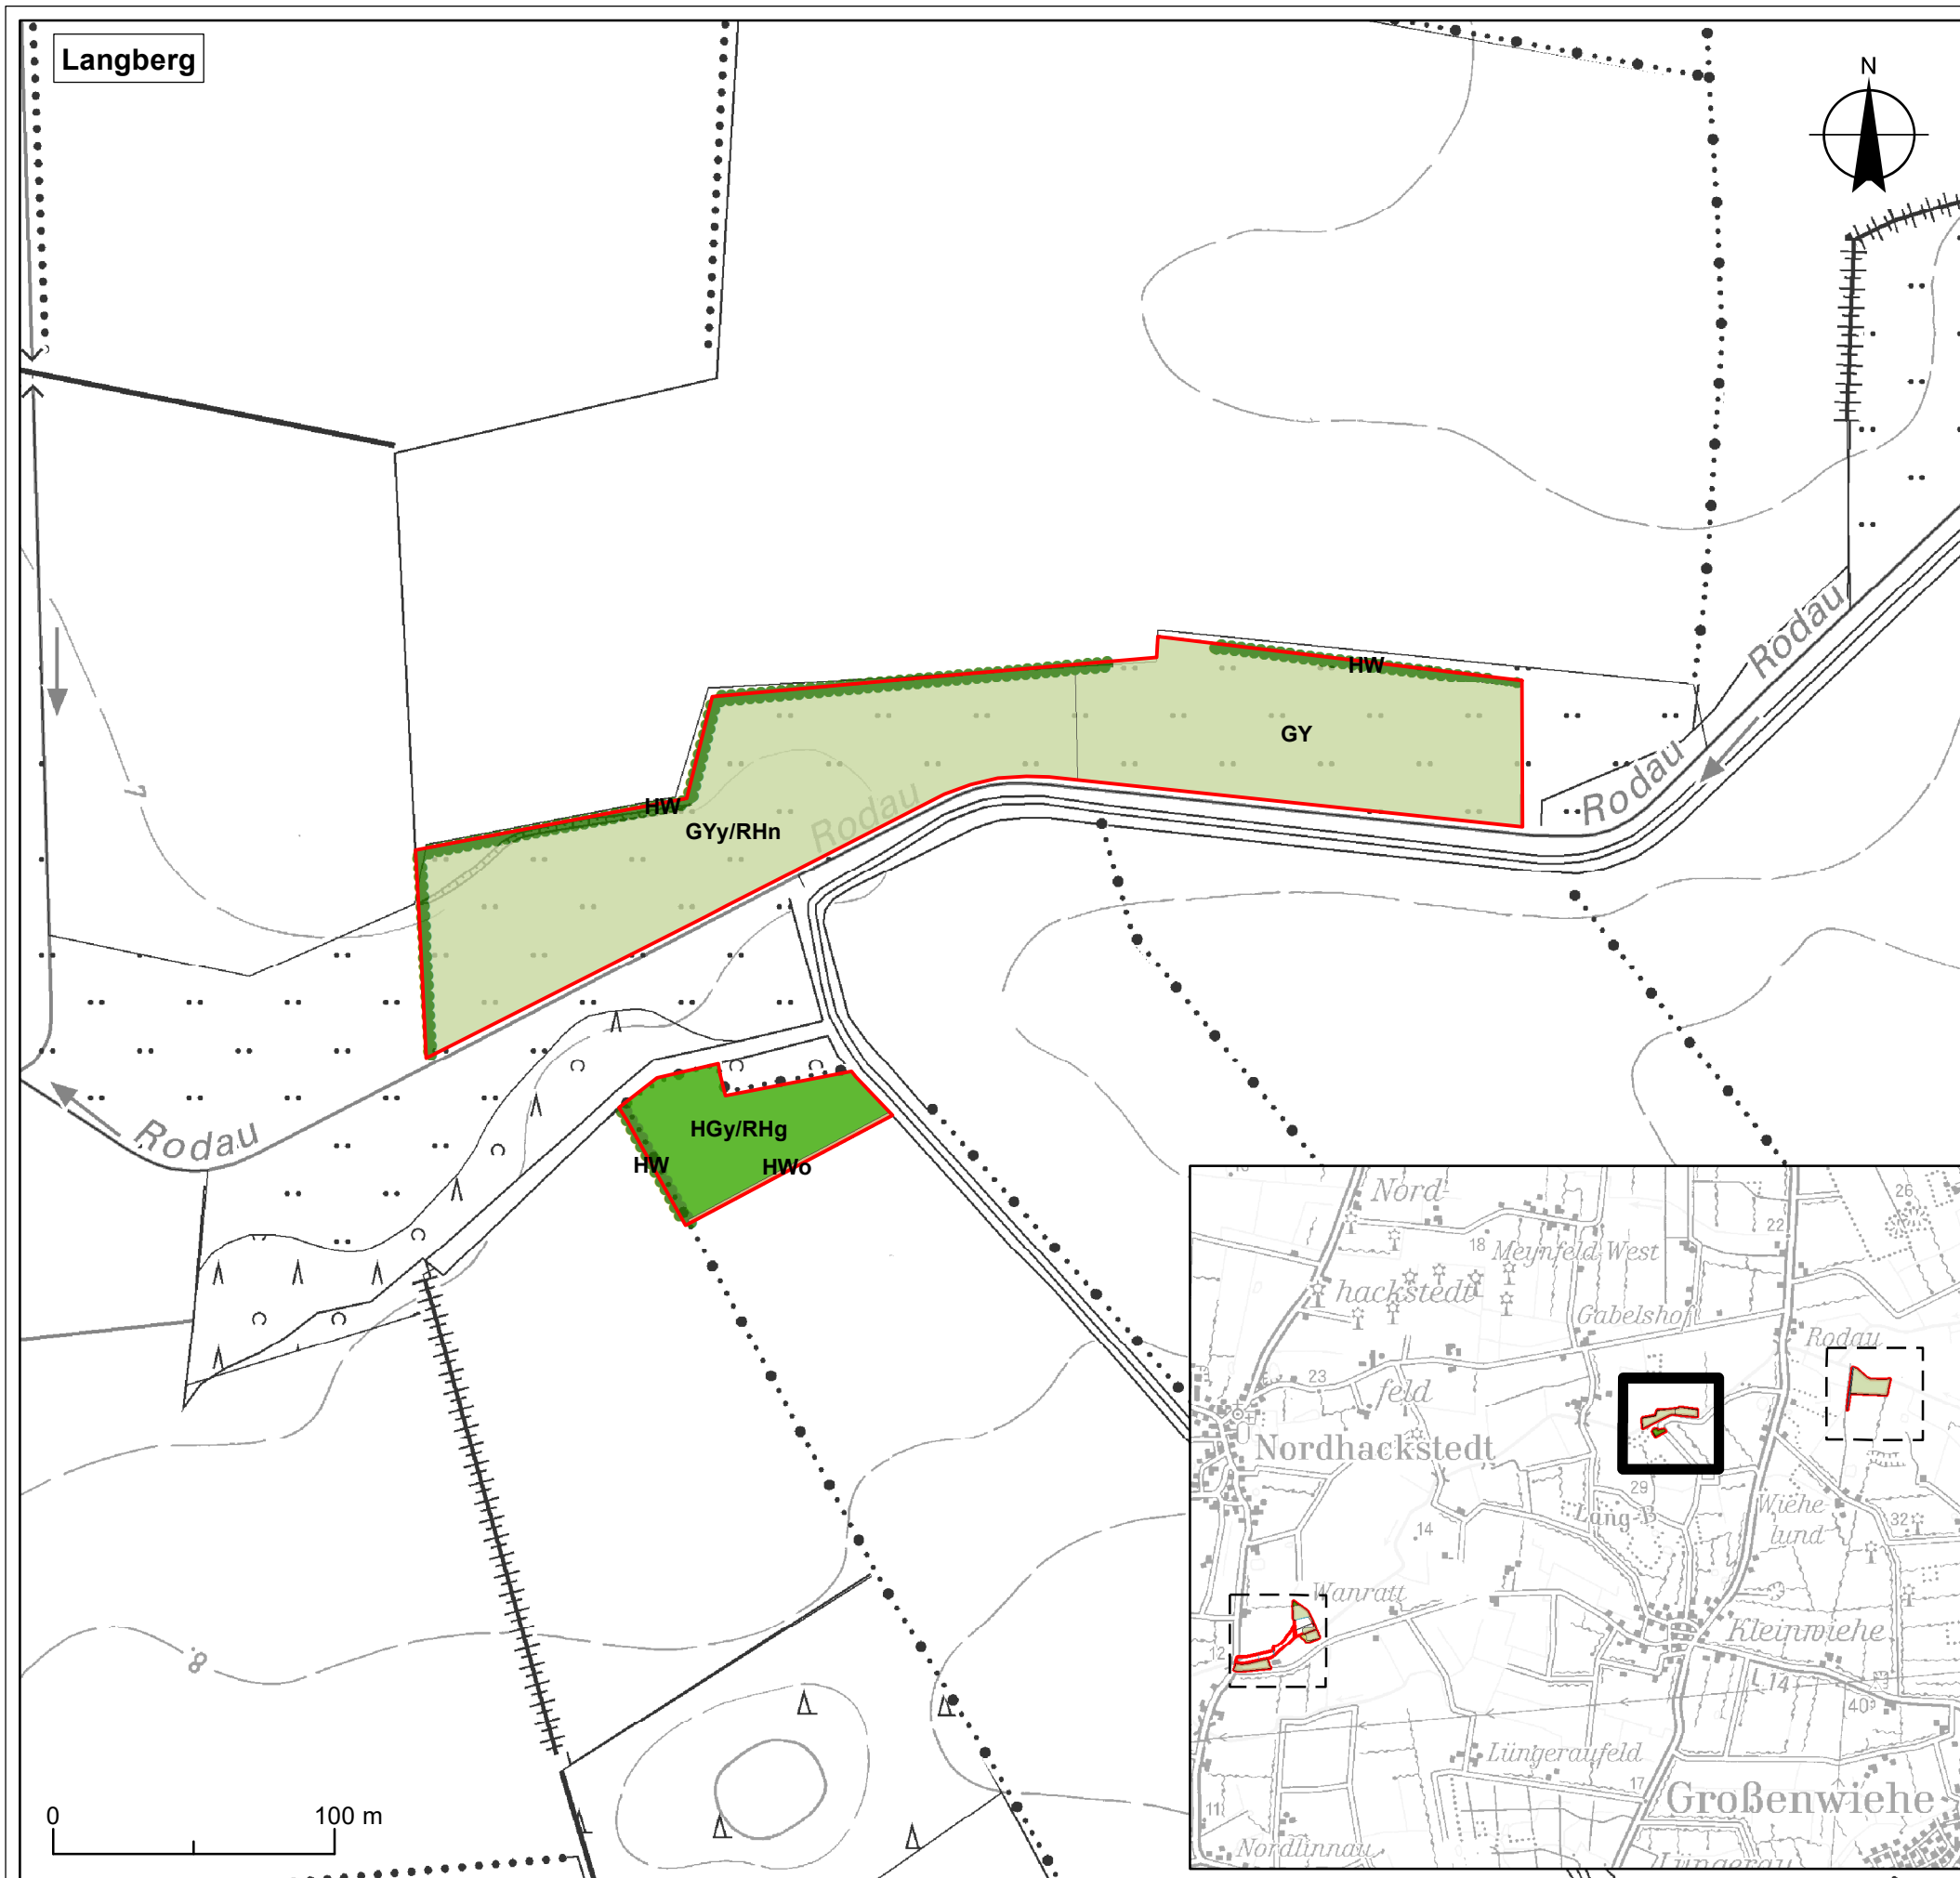 Langberg
N
Rodau
HW
GY
7
HW
GYy/RHn
Rodau
Rodau
Rodau
HGy/RHg
HW
HWo
8
0
100 m
Nord-
26
22
18
Meynfeld-West
hackstedt
Gabelshof
Rodau
23
feld
Nordhackstedt
29
Lang-B
Wiehe-
lund
32
14
Wanratt
Kleinwiehe
12
L 14
40
Lüngeraufeld
17
Großenwiehe
11
Nordlinnau
Lüngerau